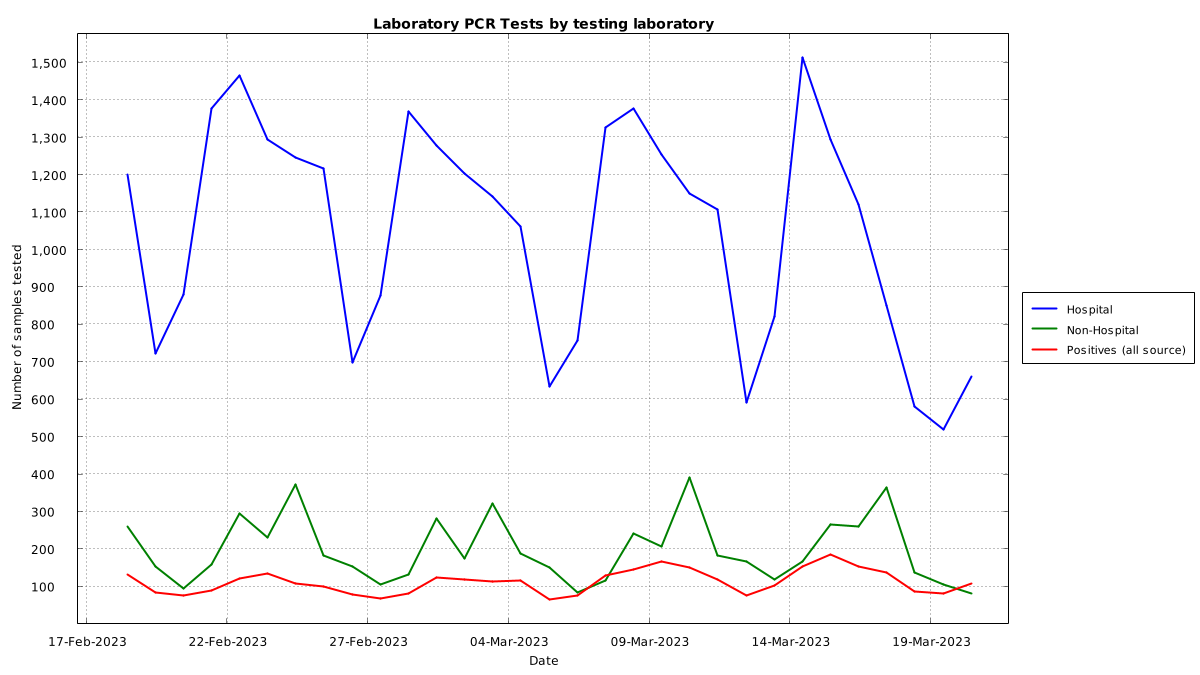 Laboratory PCR Tests by testing laboratory
Number of samples tested
1,500
1,400
1,300
1,200
1,100
1,000
900
800
700
600
500
400
300
200
100
17-Feb-2023
22-Feb-2023
27-Feb-2023
04-Mar-2023
09-Mar-2023
14-Mar-2023
19-Mar-2023
Date
Hospital
Non-Hospital
Positives (all source)